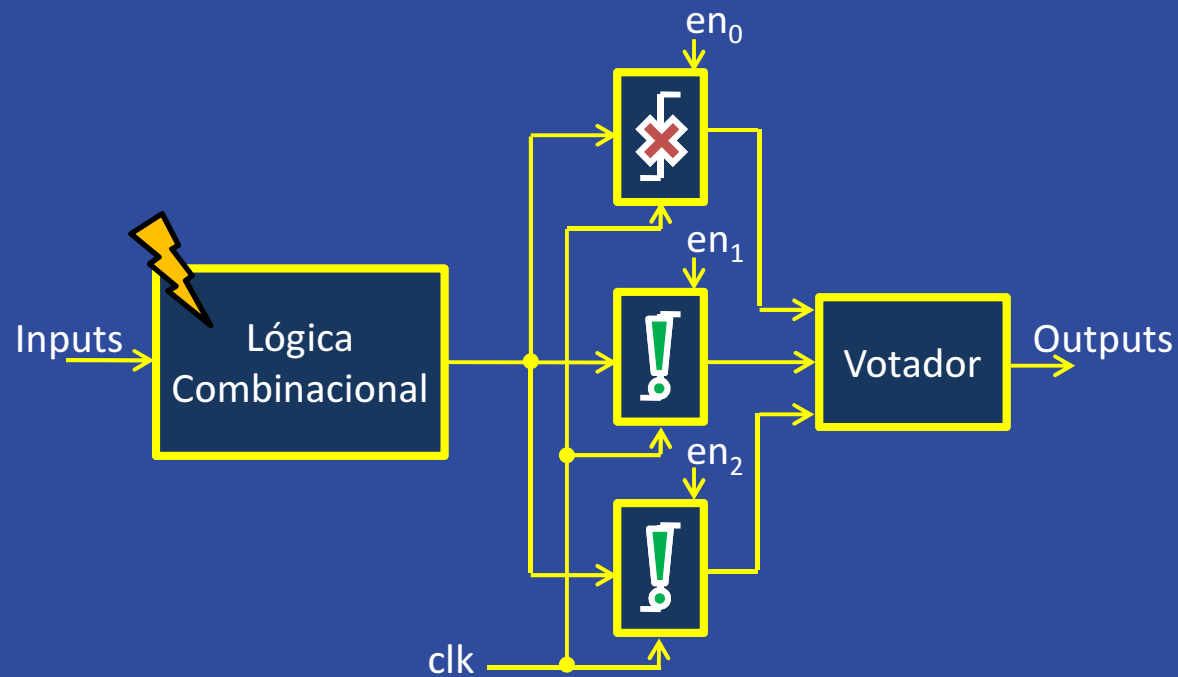 en₀
en₁
Inputs
Lógica
Combinacional
Votador
Outputs
en₂
clk